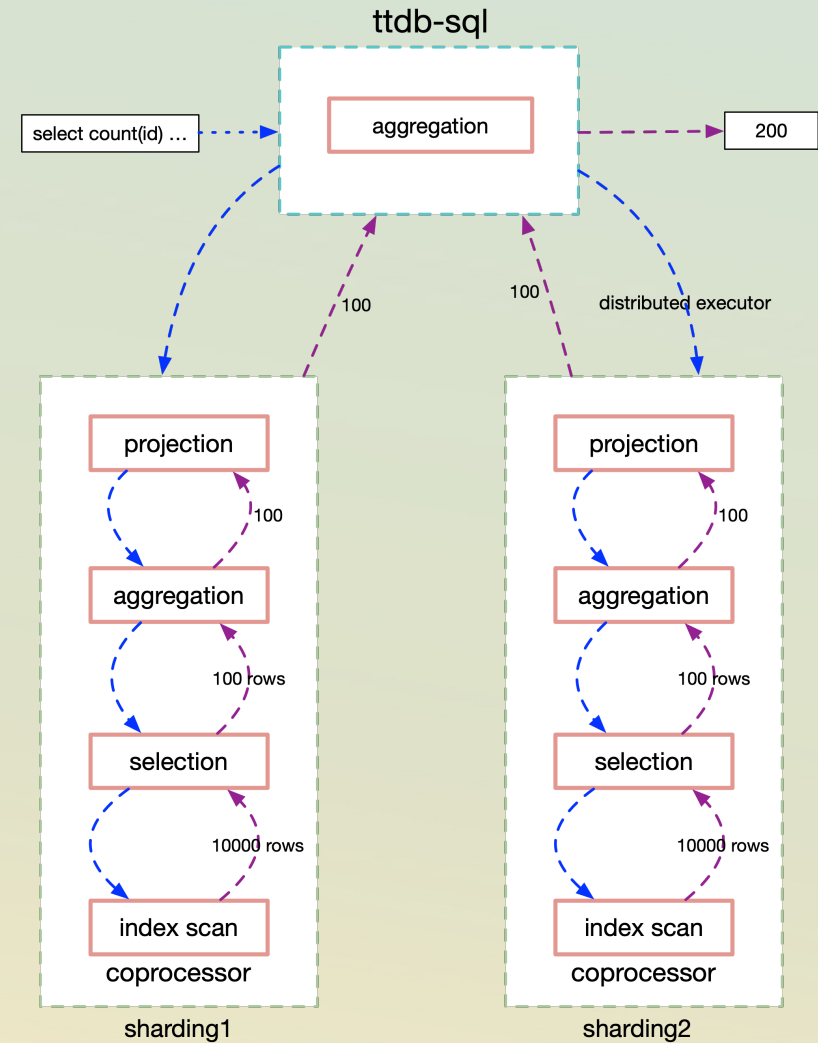 ttdb-sql
aggregation
select count(id) ...
200
100
100
distributed executor
projection
100
aggregation
100 rows
selection
10000 rows
index scan
coprocessor
sharding1
projection
100
aggregation
100 rows
selection
10000 rows
index scan
coprocessor
sharding2